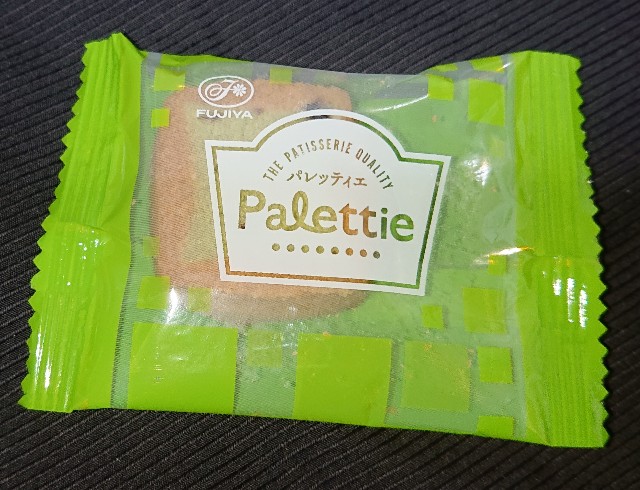 FUJIYA
THE PATISSERIE QUALITY
パレッティエ
Palettie